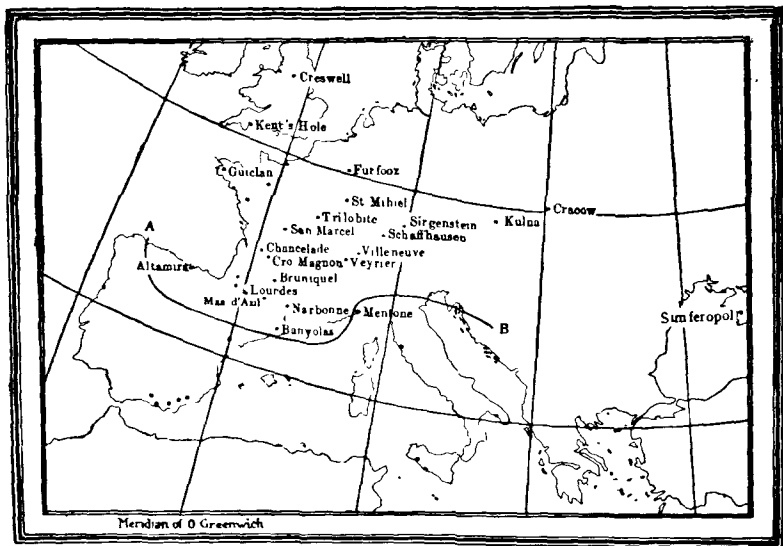 Creswell
Kent's Hole
Guiclan
Furfooz
St Mihiel
Cracow
Trilobite
Sirgenstein
Kulna
San Marcel
Schaffhausen
A
Chancelade
Villeneuve
Cro Magnon
Veyrier
Altamira
Bruniquel
Lourdes
Mas d'Azil
Narbonne
Mentone
Sumferopol
B
Banyolas
Meridian of 0 Greenwich